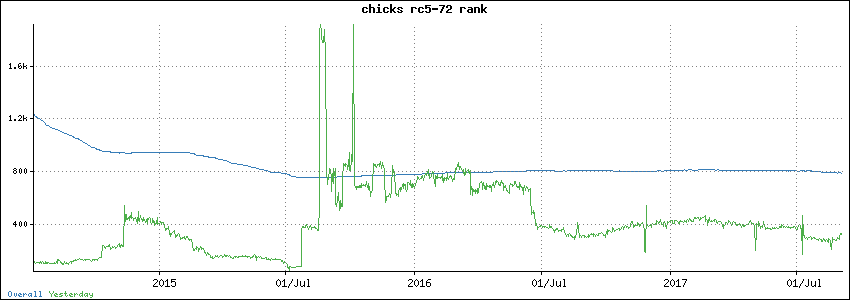 chicks rc5-72 rank
1.6k
1.2k
800
400
2015 01/Jul 2016 01/Jul 2017 01/Jul
Overall Yesterday